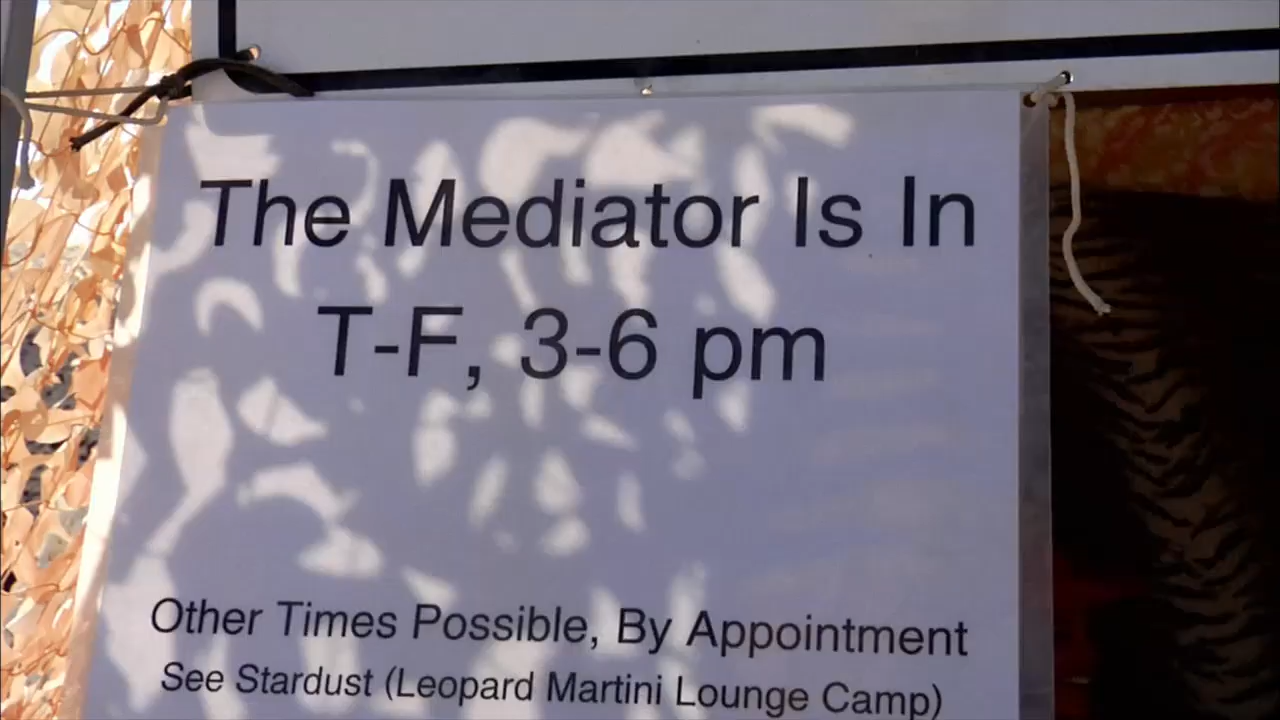 The Mediator Is In
T-F, 3-6 pm
Other Times Possible, By Appointment
See Stardust (Leopard Martini Lounge Camp)